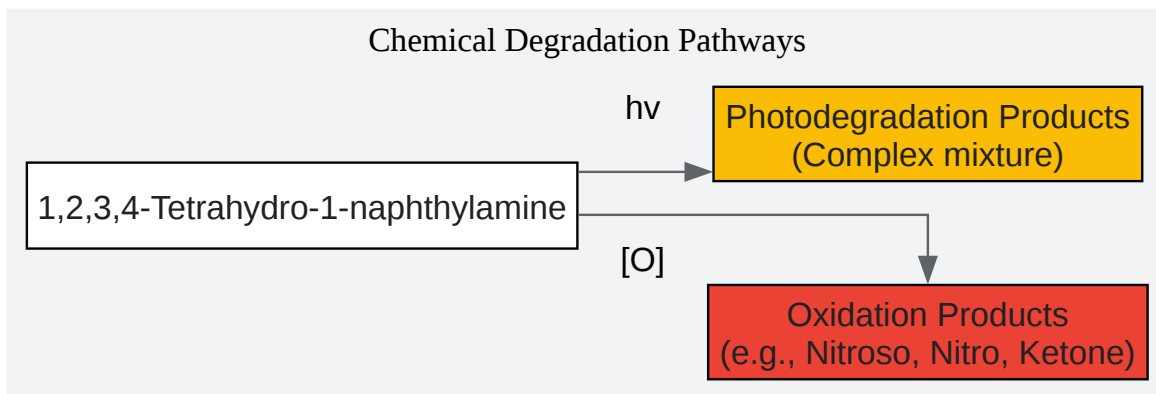 Chemical Degradation Pathways
hv
Photodegradation Products
(Complex mixture)
1,2,3,4-Tetrahydro-1-naphthylamine
[O]
Oxidation Products
(e.g., Nitroso, Nitro, Ketone)